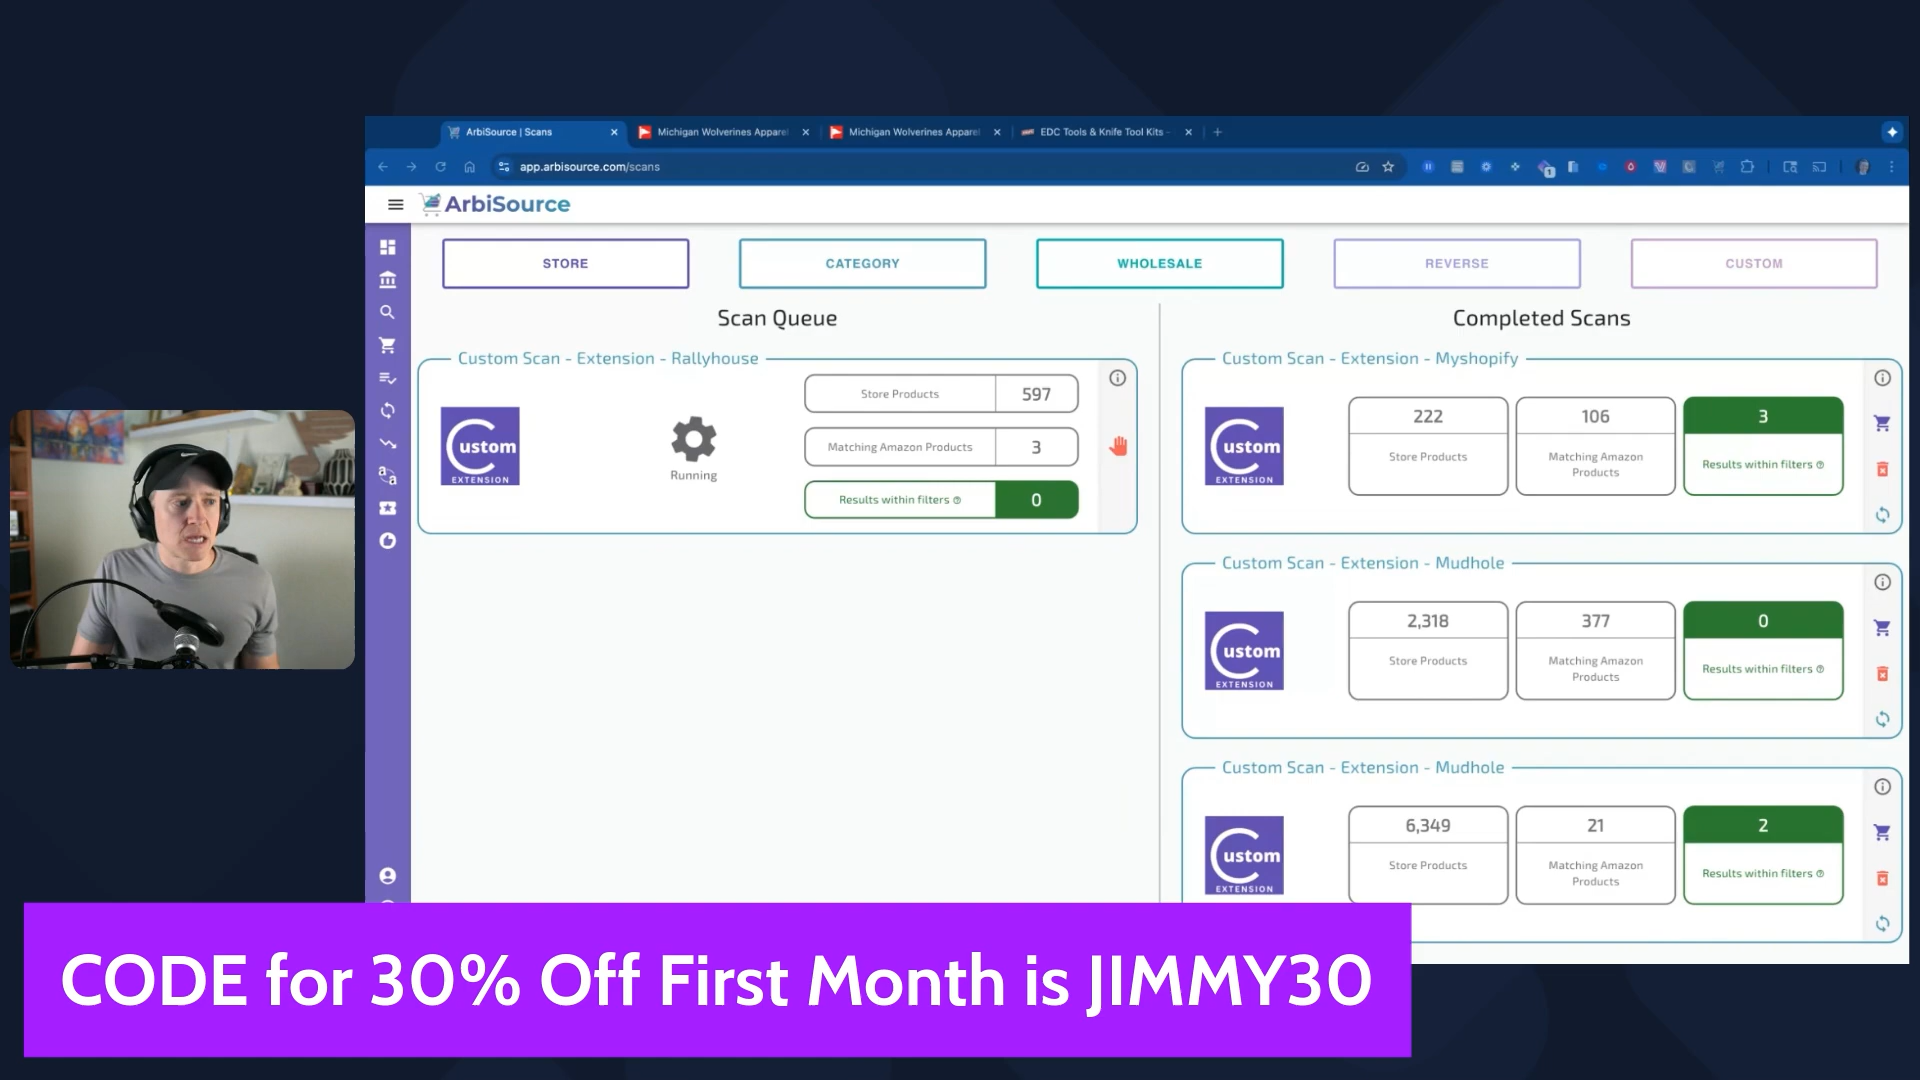 ArbiSource | Scans
Michigan Wolverines Apparel
Michigan Wolverines Apparel
EDC Tools & Knife Tool Kits -
app.arbisource.com/scans
ArbiSource
STORE
CATEGORY
WHOLESALE
REVERSE
CUSTOM
Scan Queue
Completed Scans
Custom Scan - Extension - Rallyhouse
Custom
EXTENSION
Running
Store Products 597
Matching Amazon Products 3
Results within filters 0
Custom Scan - Extension - Myshopify
Custom
EXTENSION
222
Store Products
106
Matching Amazon
Products
3
Results within filters
Custom Scan - Extension - Mudhole
Custom
EXTENSION
2,318
Store Products
377
Matching Amazon
Products
0
Results within filters
Custom Scan - Extension - Mudhole
Custom
EXTENSION
6,349
Store Products
21
Matching Amazon
Products
2
Results within filters
CODE for 30% Off First Month is JIMMY30